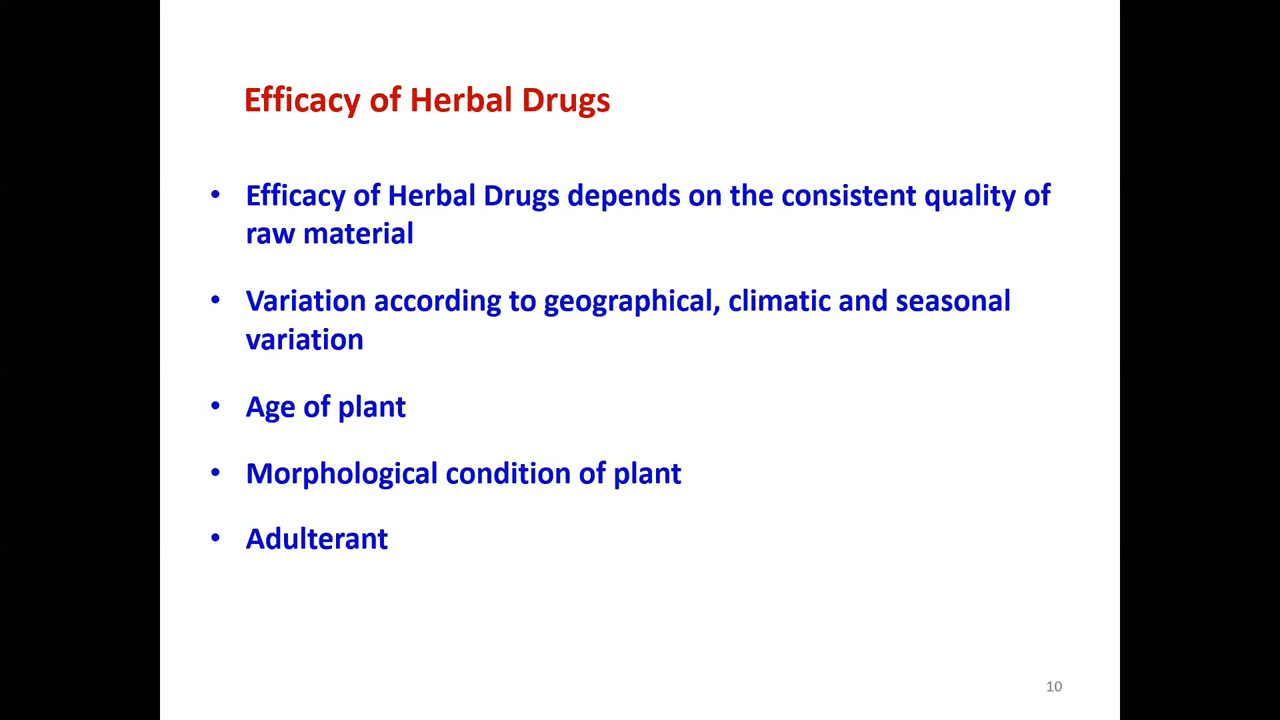 Efficacy of Herbal Drugs
• Efficacy of Herbal Drugs depends on the consistent quality of
raw material
• Variation according to geographical, climatic and seasonal
variation
• Age of plant
• Morphological condition of plant
• Adulterant
10